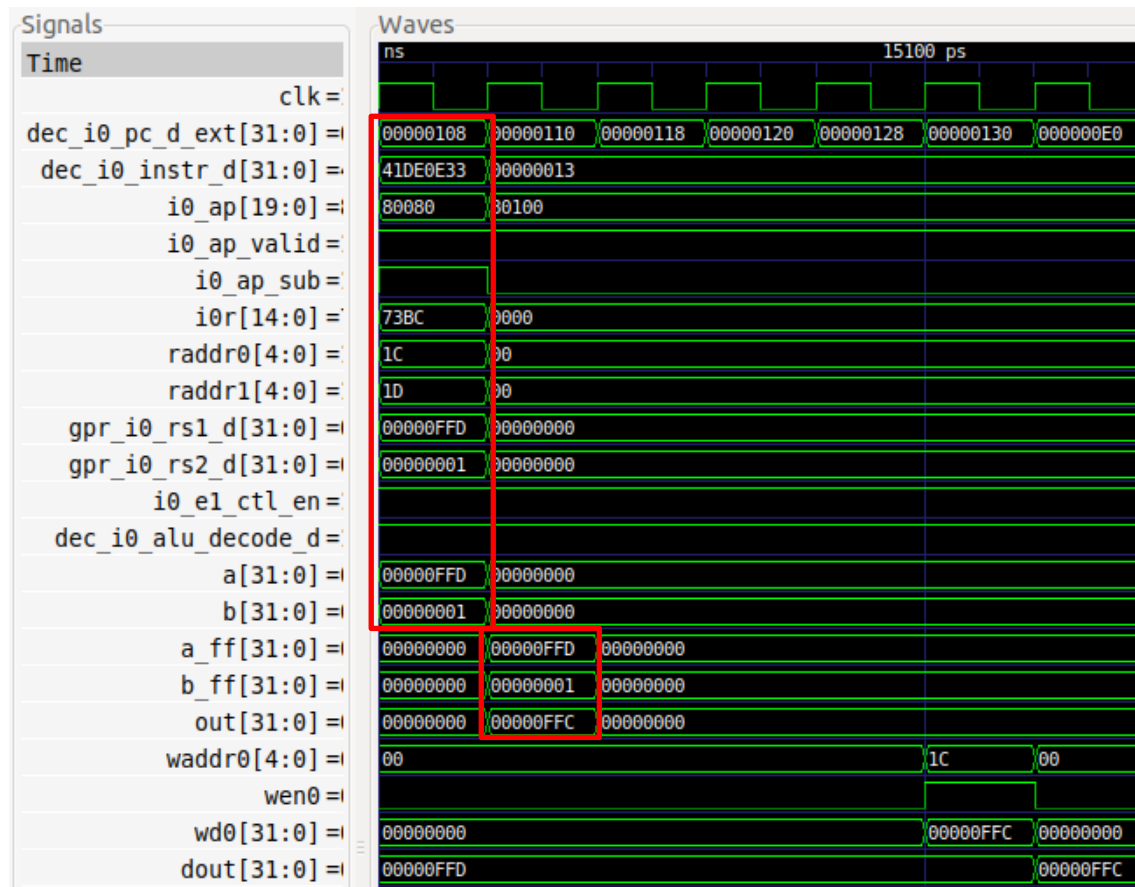 Signals Waves
Time ns 15100 ps
clk =
dec_i0_pc_d_ext[31:0] = 00000108 00000110 00000118 00000120 00000128 00000130 000000E0
dec_i0_instr_d[31:0] = 41DE0E33 00000013
i0_ap[19:0] = 80080 80100
i0_ap_valid =
i0_ap_sub =
i0r[14:0] = 73BC 0000
raddr0[4:0] = 1C 00
raddr1[4:0] = 1D 00
gpr_i0_rs1_d[31:0] = 00000FFD 00000000
gpr_i0_rs2_d[31:0] = 00000001 00000000
i0_e1_ctl_en =
dec_i0_alu_decode_d =
a[31:0] = 00000FFD 00000000
b[31:0] = 00000001 00000000
a_ff[31:0] = 00000000 00000FFD 00000000
b_ff[31:0] = 00000000 00000001 00000000
out[31:0] = 00000000 00000FFC 00000000
waddr0[4:0] = 00 1C 00
wen0 =
wd0[31:0] = 00000000 00000FFC 00000000
dout[31:0] = 00000FFD 00000FFC